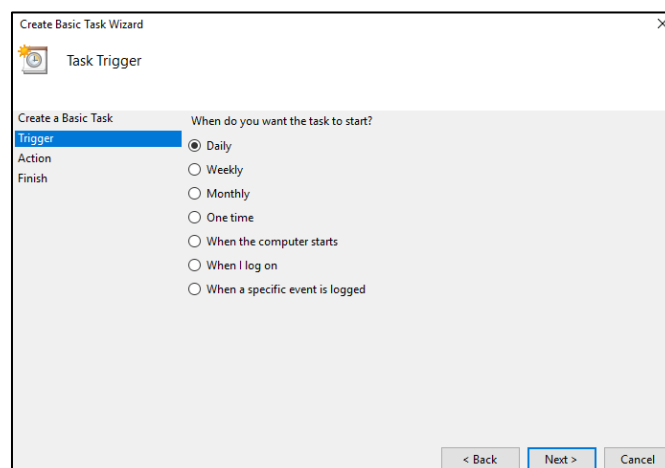 Create Basic Task Wizard
Task Trigger
Create a Basic Task
Trigger
Action
Finish
When do you want the task to start?
Daily
Weekly
Monthly
One time
When the computer starts
When I log on
When a specific event is logged
< Back
Next >
Cancel